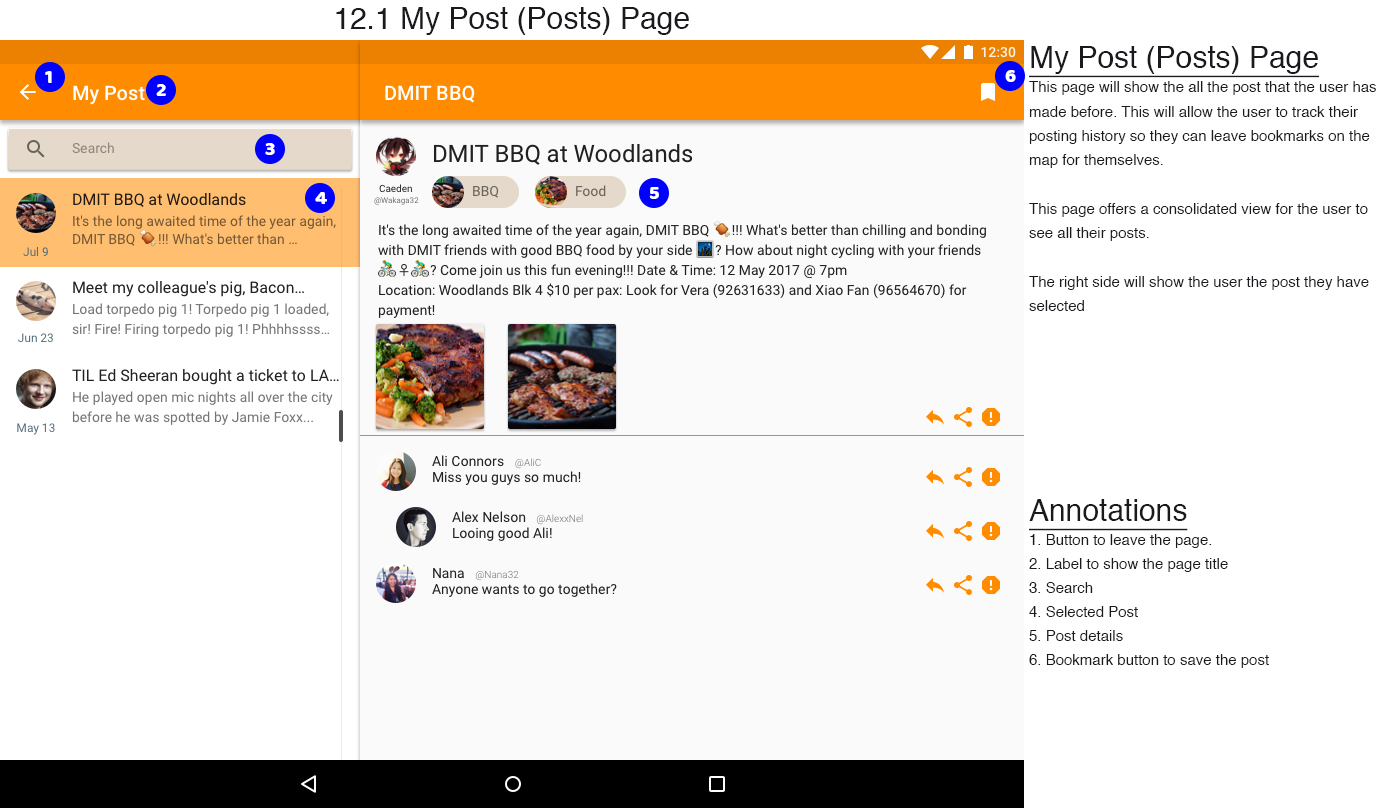 12.1 My Post (Posts) Page
12:30
1
My Post
2
DMIT BBQ
6
Search
3
DMIT BBQ at Woodlands
4
It's the long awaited time of the year again,
DMIT BBQ 🍖!!! What's better than ...
Jul 9
Meet my colleague's pig, Bacon...
Load torpedo pig 1! Torpedo pig 1 loaded,
sir! Fire! Firing torpedo pig 1! Phhhhssss...
Jun 23
TIL Ed Sheeran bought a ticket to LA...
He played open mic nights all over the city
before he was spotted by Jamie Foxx...
May 13
DMIT BBQ at Woodlands
Caeden
@Wakaga32
BBQ
Food
5
It's the long awaited time of the year again, DMIT BBQ 🍖!!! What's better than chilling and bonding
with DMIT friends with good BBQ food by your side 🌃? How about night cycling with your friends
🚴♀🚴? Come join us this fun evening!!! Date & Time: 12 May 2017 @ 7pm
Location: Woodlands Blk 4 $10 per pax: Look for Vera (92631633) and Xiao Fan (96564670) for
payment!
Ali Connors @AliC
Miss you guys so much!
Alex Nelson @AlexxNel
Looing good Ali!
Nana @Nana32
Anyone wants to go together?
My Post (Posts) Page
This page will show the all the post that the user has
made before. This will allow the user to track their
posting history so they can leave bookmarks on the
map for themselves.
This page offers a consolidated view for the user to
see all their posts.
The right side will show the user the post they have
selected
Annotations
1. Button to leave the page.
2. Label to show the page title
3. Search
4. Selected Post
5. Post details
6. Bookmark button to save the post